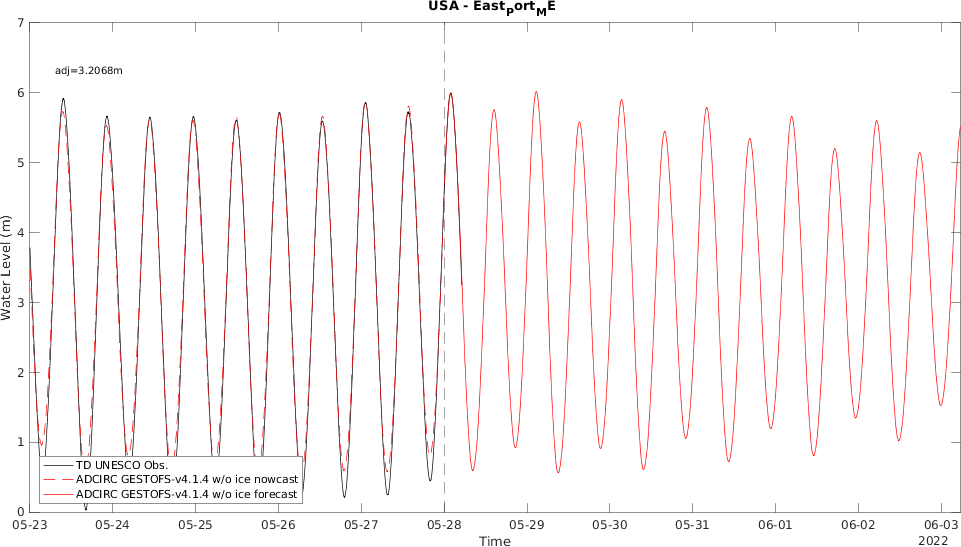 USA - EastPortME
7
adj=3.2068m
6
5
4
3
2
1
0
Water Level (m)
TD UNESCO Obs.
ADCIRC GESTOFS-v4.1.4 w/o ice nowcast
ADCIRC GESTOFS-v4.1.4 w/o ice forecast
05-23 05-24 05-25 05-26 05-27 05-28 05-29 05-30 05-31 06-01 06-02 06-03
Time
2022